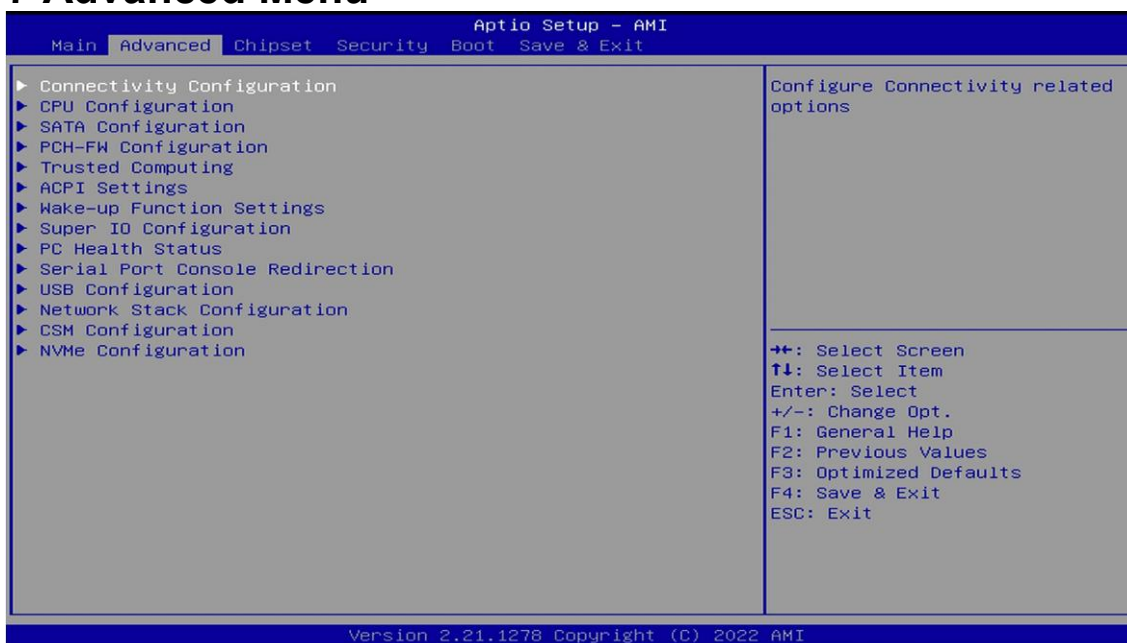 Advanced Menu
Aptio Setup – AMI
Main Advanced Chipset Security Boot Save & Exit
▶ Connectivity Configuration
▶ CPU Configuration
▶ SATA Configuration
▶ PCH-FW Configuration
▶ Trusted Computing
▶ ACPI Settings
▶ Wake-up Function Settings
▶ Super IO Configuration
▶ PC Health Status
▶ Serial Port Console Redirection
▶ USB Configuration
▶ Network Stack Configuration
▶ CSM Configuration
▶ NVMe Configuration
Configure Connectivity related
options
→←: Select Screen
↑↓: Select Item
Enter: Select
+/-: Change Opt.
F1: General Help
F2: Previous Values
F3: Optimized Defaults
F4: Save & Exit
ESC: Exit
Version 2.21.1278 Copyright (C) 2022 AMI